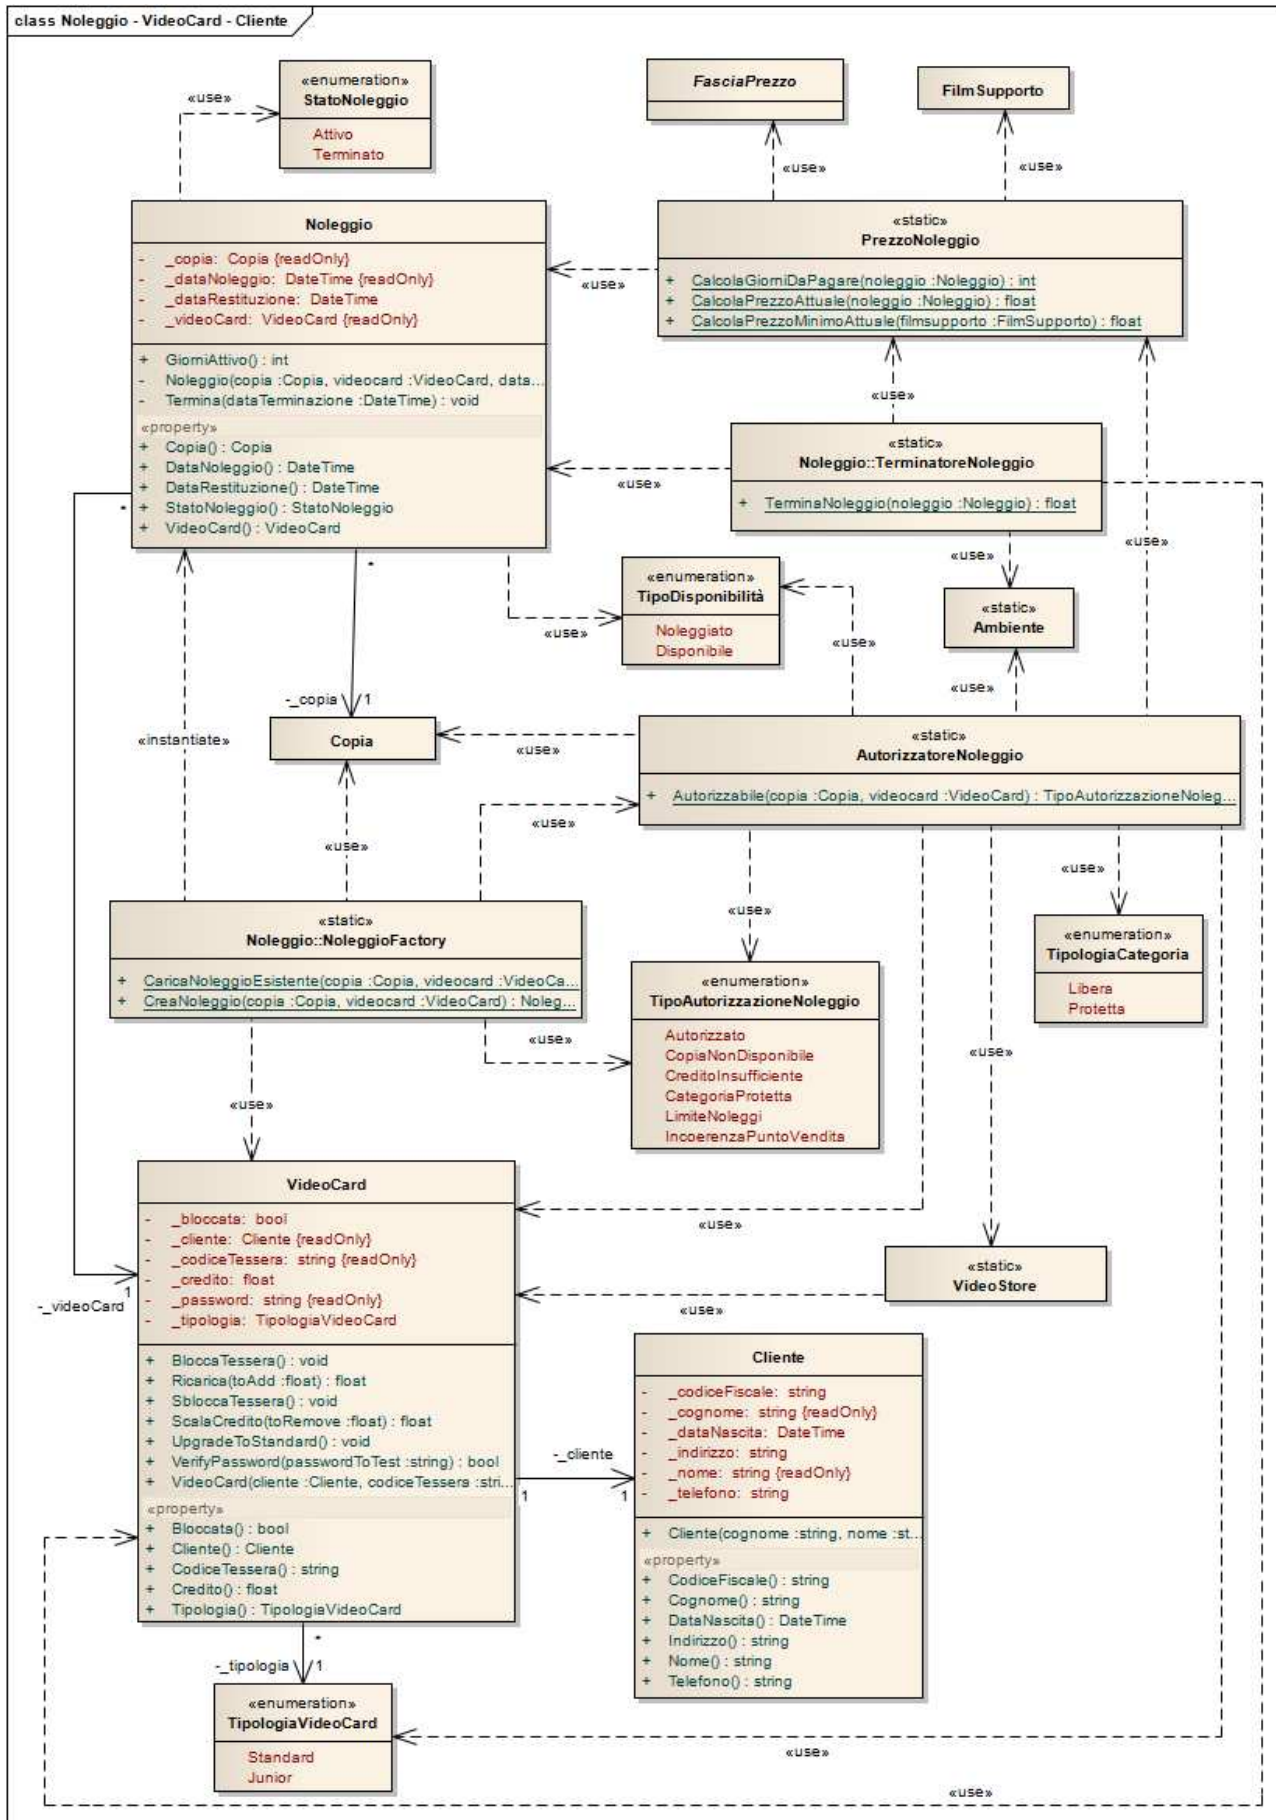 class Noleggio - VideoCard - Cliente
«enumeration»
StatoNoleggio
Attivo
Terminato
«use»
FasciaPrezzo
FilmSupporto
«use»
«use»
Noleggio
- _copia: Copia {readOnly}
- _dataNoleggio: DateTime {readOnly}
- _dataRestituzione: DateTime
- _videoCard: VideoCard {readOnly}
+ GiorniAttivo() : int
- Noleggio(copia :Copia, videocard :VideoCard, data...
- Termina(dataTerminazione :DateTime) : void
«property»
+ Copia() : Copia
+ DataNoleggio() : DateTime
+ DataRestituzione() : DateTime
+ StatoNoleggio() : StatoNoleggio
+ VideoCard() : VideoCard
«static»
PrezzoNoleggio
+ CalcolaGiorniDaPagare(noleggio :Noleggio) : int
+ CalcolaPrezzoAttuale(noleggio :Noleggio) : float
+ CalcolaPrezzoMinimoAttuale(filmsupporto :FilmSupporto) : float
«use»
«use»
«static»
Noleggio::TerminatoreNoleggio
+ TerminaNoleggio(noleggio :Noleggio) : float
«use»
*
*
«use»
«use»
«enumeration»
TipoDisponibilità
Noleggiato
Disponibile
«use»
«use»
«static»
Ambiente
«use»
-_copia
1
Copia
«instantiate»
«use»
«static»
AutorizzatoreNoleggio
+ Autorizzabile(copia :Copia, videocard :VideoCard) : TipoAutorizzazioneNoleg...
«use»
«use»
«use»
«use»
«static»
Noleggio::NoleggioFactory
+ CaricaNoleggioEsistente(copia :Copia, videocard :VideoCa...
+ CreaNoleggio(copia :Copia, videocard :VideoCard) : Noleg...
«enumeration»
TipologiaCategoria
Libera
Protetta
«enumeration»
TipoAutorizzazioneNoleggio
Autorizzato
CopiaNonDisponibile
CreditoInsufficiente
CategoriaProtetta
LimiteNoleggi
IncoerenzaPuntoVendita
«use»
«use»
«use»
VideoCard
- _bloccata: bool
- _cliente: Cliente {readOnly}
- _codiceTessera: string {readOnly}
- _credito: float
- _password: string {readOnly}
- _tipologia: TipologiaVideoCard
+ BloccaTessera() : void
+ Ricarica(toAdd :float) : float
+ SbloccaTessera() : void
+ ScalaCredito(toRemove :float) : float
+ UpgradeToStandard() : void
+ VerifyPassword(passwordToTest :string) : bool
+ VideoCard(cliente :Cliente, codiceTessera :stri...
«property»
+ Bloccata() : bool
+ Cliente() : Cliente
+ CodiceTessera() : string
+ Credito() : float
+ Tipologia() : TipologiaVideoCard
-_videoCard
1
«use»
«static»
VideoStore
«use»
Cliente
- _codiceFiscale: string
- _cognome: string {readOnly}
- _dataNascita: DateTime
- _indirizzo: string
- _nome: string {readOnly}
- _telefono: string
+ Cliente(cognome :string, nome :st...
«property»
+ CodiceFiscale() : string
+ Cognome() : string
+ DataNascita() : DateTime
+ Indirizzo() : string
+ Nome() : string
+ Telefono() : string
-_cliente
1
1
*
-_tipologia
1
«enumeration»
TipologiaVideoCard
Standard
Junior
«use»
«use»